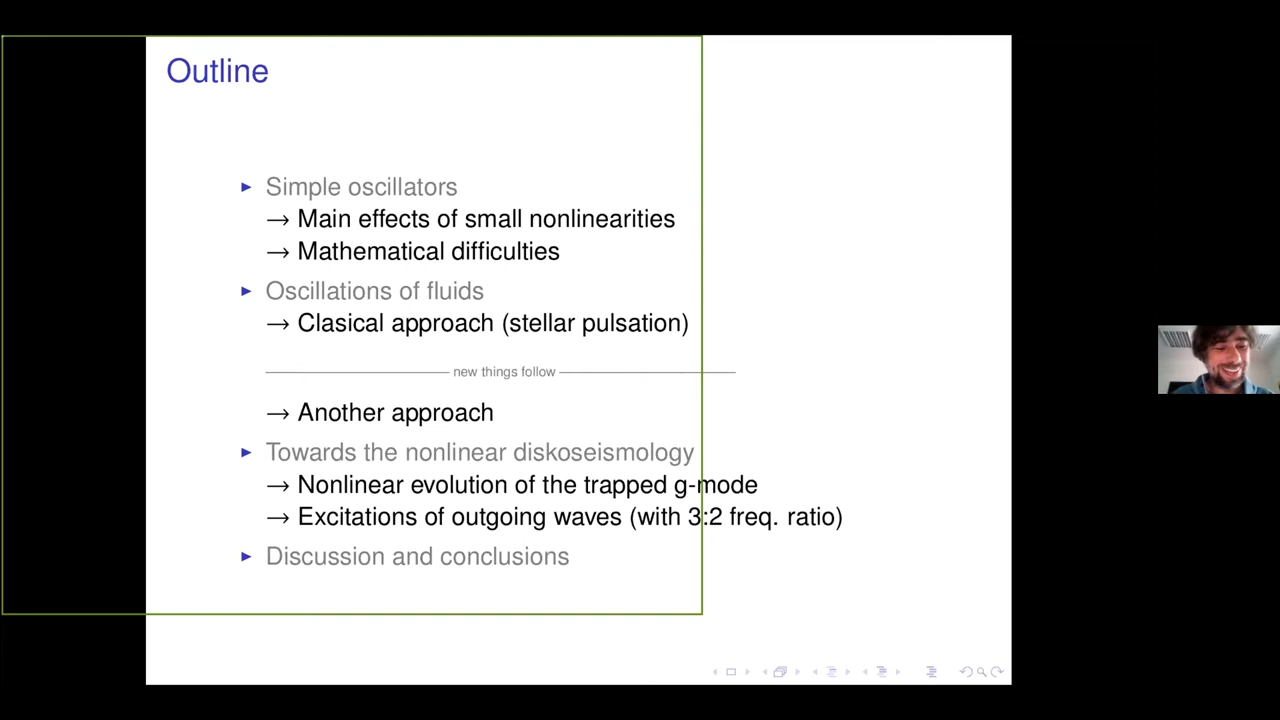 Outline
Simple oscillators
→ Main effects of small nonlinearities
→ Mathematical difficulties
Oscillations of fluids
→ Clasical approach (stellar pulsation)
new things follow
→ Another approach
Towards the nonlinear diskoseismology
→ Nonlinear evolution of the trapped g-mode
→ Excitations of outgoing waves (with 3:2 freq. ratio)
Discussion and conclusions